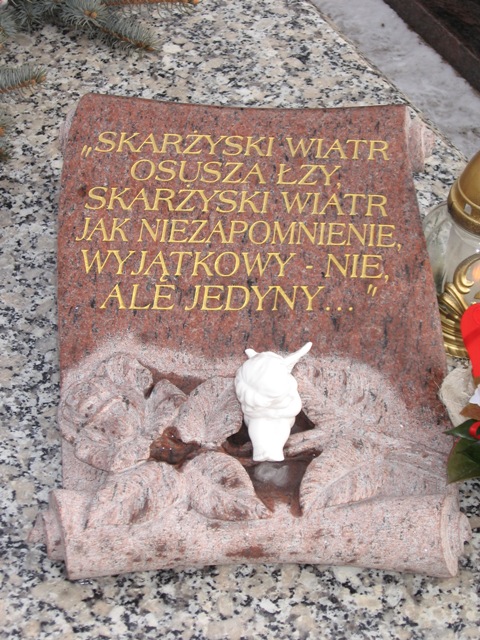 „SKARŻYSKI WIATR
OSUSZA ŁZY,
SKARŻYSKI WIATR
JAK NIEZAPOMNIENIE,
WYJĄTKOWY - NIE,
ALE JEDYNY..."